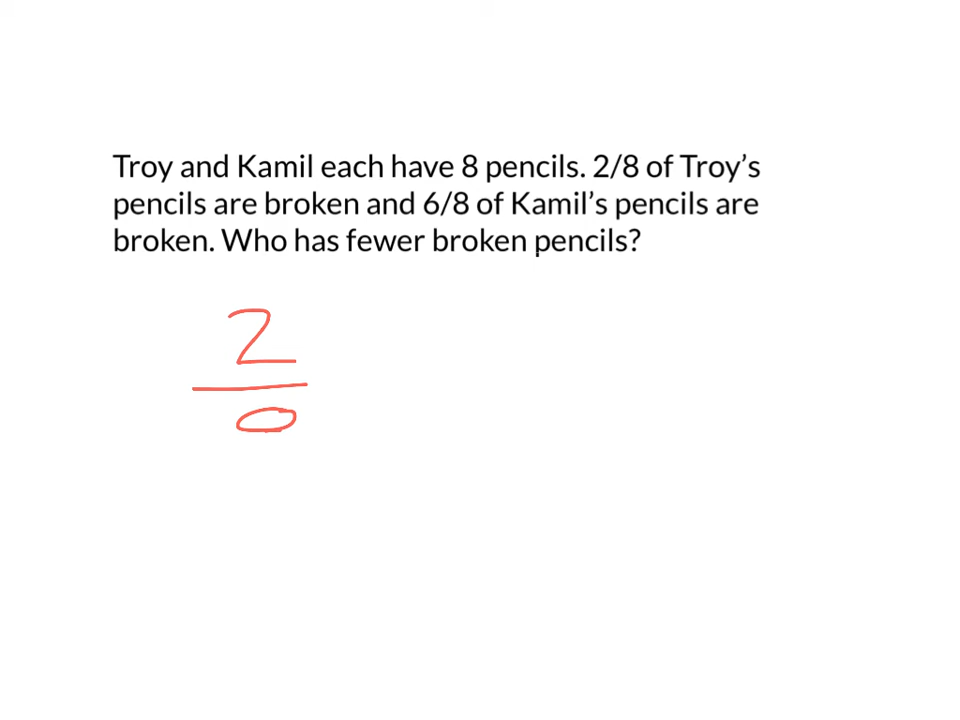 Troy and Kamil each have 8 pencils. 2/8 of Troy’s
pencils are broken and 6/8 of Kamil’s pencils are
broken. Who has fewer broken pencils?
2
0